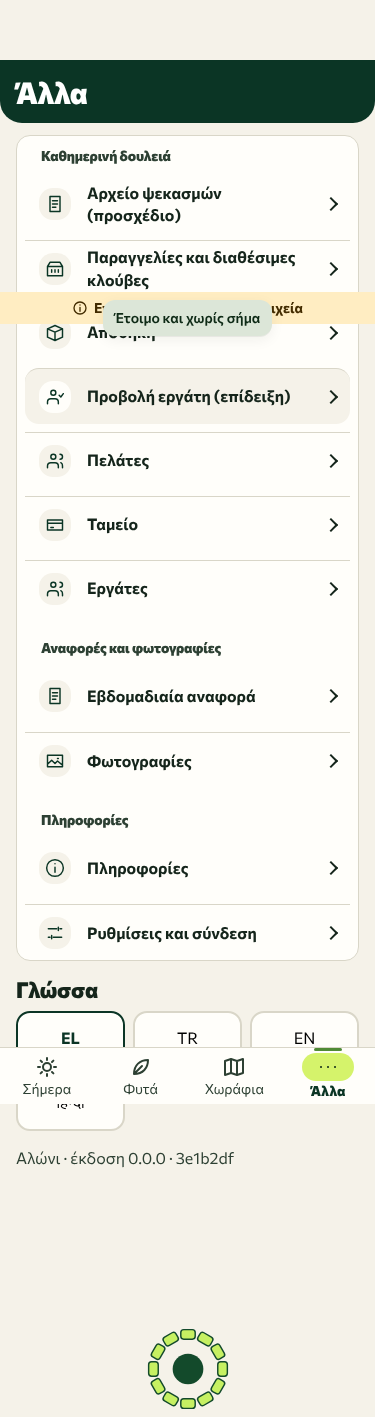 Άλλα
Καθημερινή δουλειά
Αρχείο ψεκασμών
(προσχέδιο)
Παραγγελίες και διαθέσιμες
κλούβες
Έτοιμο και χωρίς σήμα
Αποθήκη
Προβολή εργάτη (επίδειξη)
Πελάτες
Ταμείο
Εργάτες
Αναφορές και φωτογραφίες
Εβδομαδιαία αναφορά
Φωτογραφίες
Πληροφορίες
Πληροφορίες
Ρυθμίσεις και σύνδεση
Γλώσσα
EL TR EN
Σήμερα Φυτά Χωράφια Άλλα
Αλώνι · έκδοση 0.0.0 · 3e1b2df